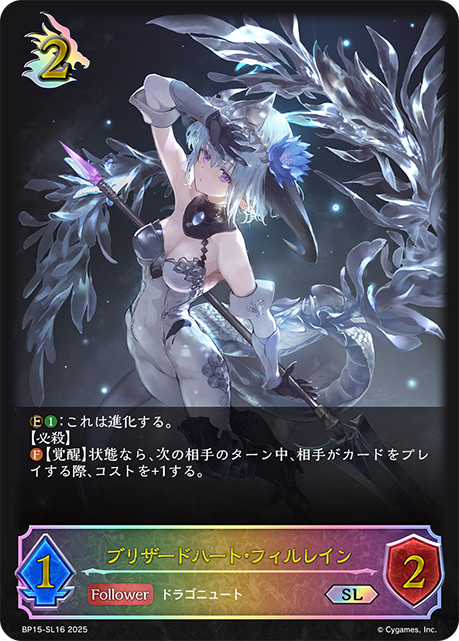 2
Ⓔ❶：これは進化する。
【必殺】
Ⓕ【覚醒】状態なら、次の相手のターン中、相手がカードをプレ
イする際、コストを+1する。
ブリザードハート・フィルレイン
1 Follower ドラゴニュート SL 2
BP15-SL16 2025 © Cygames, Inc.